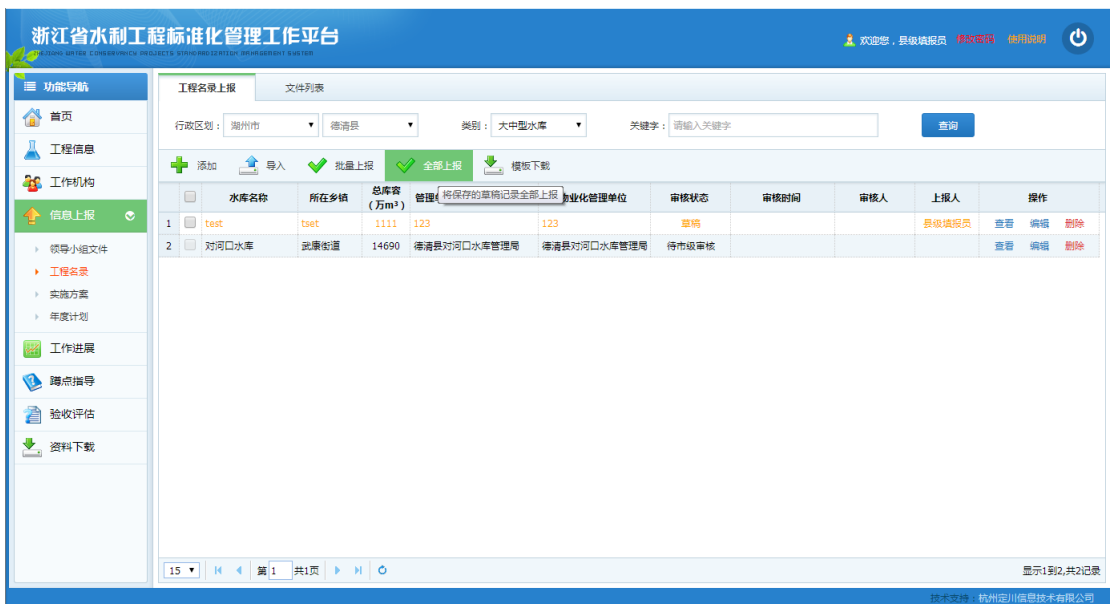 浙江省水利工程标准化管理工作平台
欢迎您，县级填报员 修改密码 使用说明
功能导航
首页
工程信息
工作机构
信息上报
领导小组文件
工程名录
实施方案
年度计划
工作进展
蹲点指导
验收评估
资料下载
工程名录上报 文件列表
行政区划： 湖州市 德清县 类别： 大中型水库 关键字： 请输入关键字 查询
添加 导入 批量上报 全部上报 模板下载
将保存的草稿记录全部上报
水库名称 所在乡镇 总库容（万m³） 管理 物业化管理单位 审核状态 审核时间 审核人 上报人 操作
1 test tset 1111 123 123 草稿 县级填报员 查看 编辑 删除
2 对河口水库 武康街道 14690 德清县对河口水库管理局 德清县对河口水库管理局 待市级审核 查看 编辑 删除
15 第 1 共1页 显示1到2,共2记录
技术支持：杭州定川信息技术有限公司